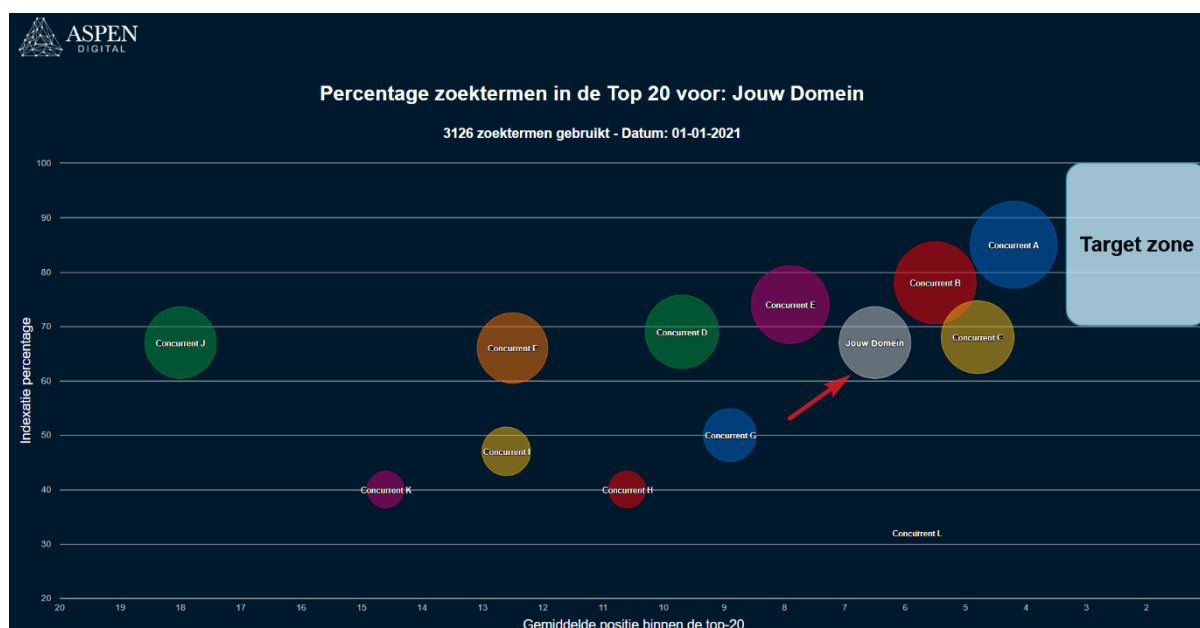 ASPEN
DIGITAL
Percentage zoektermen in de Top 20 voor: Jouw Domein
3126 zoektermen gebruikt - Datum: 01-01-2021
Indexatie percentage
100
90
80
70
60
50
40
30
20
Target zone
Concurrent A
Concurrent B
Concurrent E
Concurrent D
Concurrent C
Jouw Domein
Concurrent J
Concurrent F
Concurrent G
Concurrent I
Concurrent K
Concurrent H
Concurrent L
20 19 18 17 16 15 14 13 12 11 10 9 8 7 6 5 4 3 2
Gemiddelde positie binnen de top-20